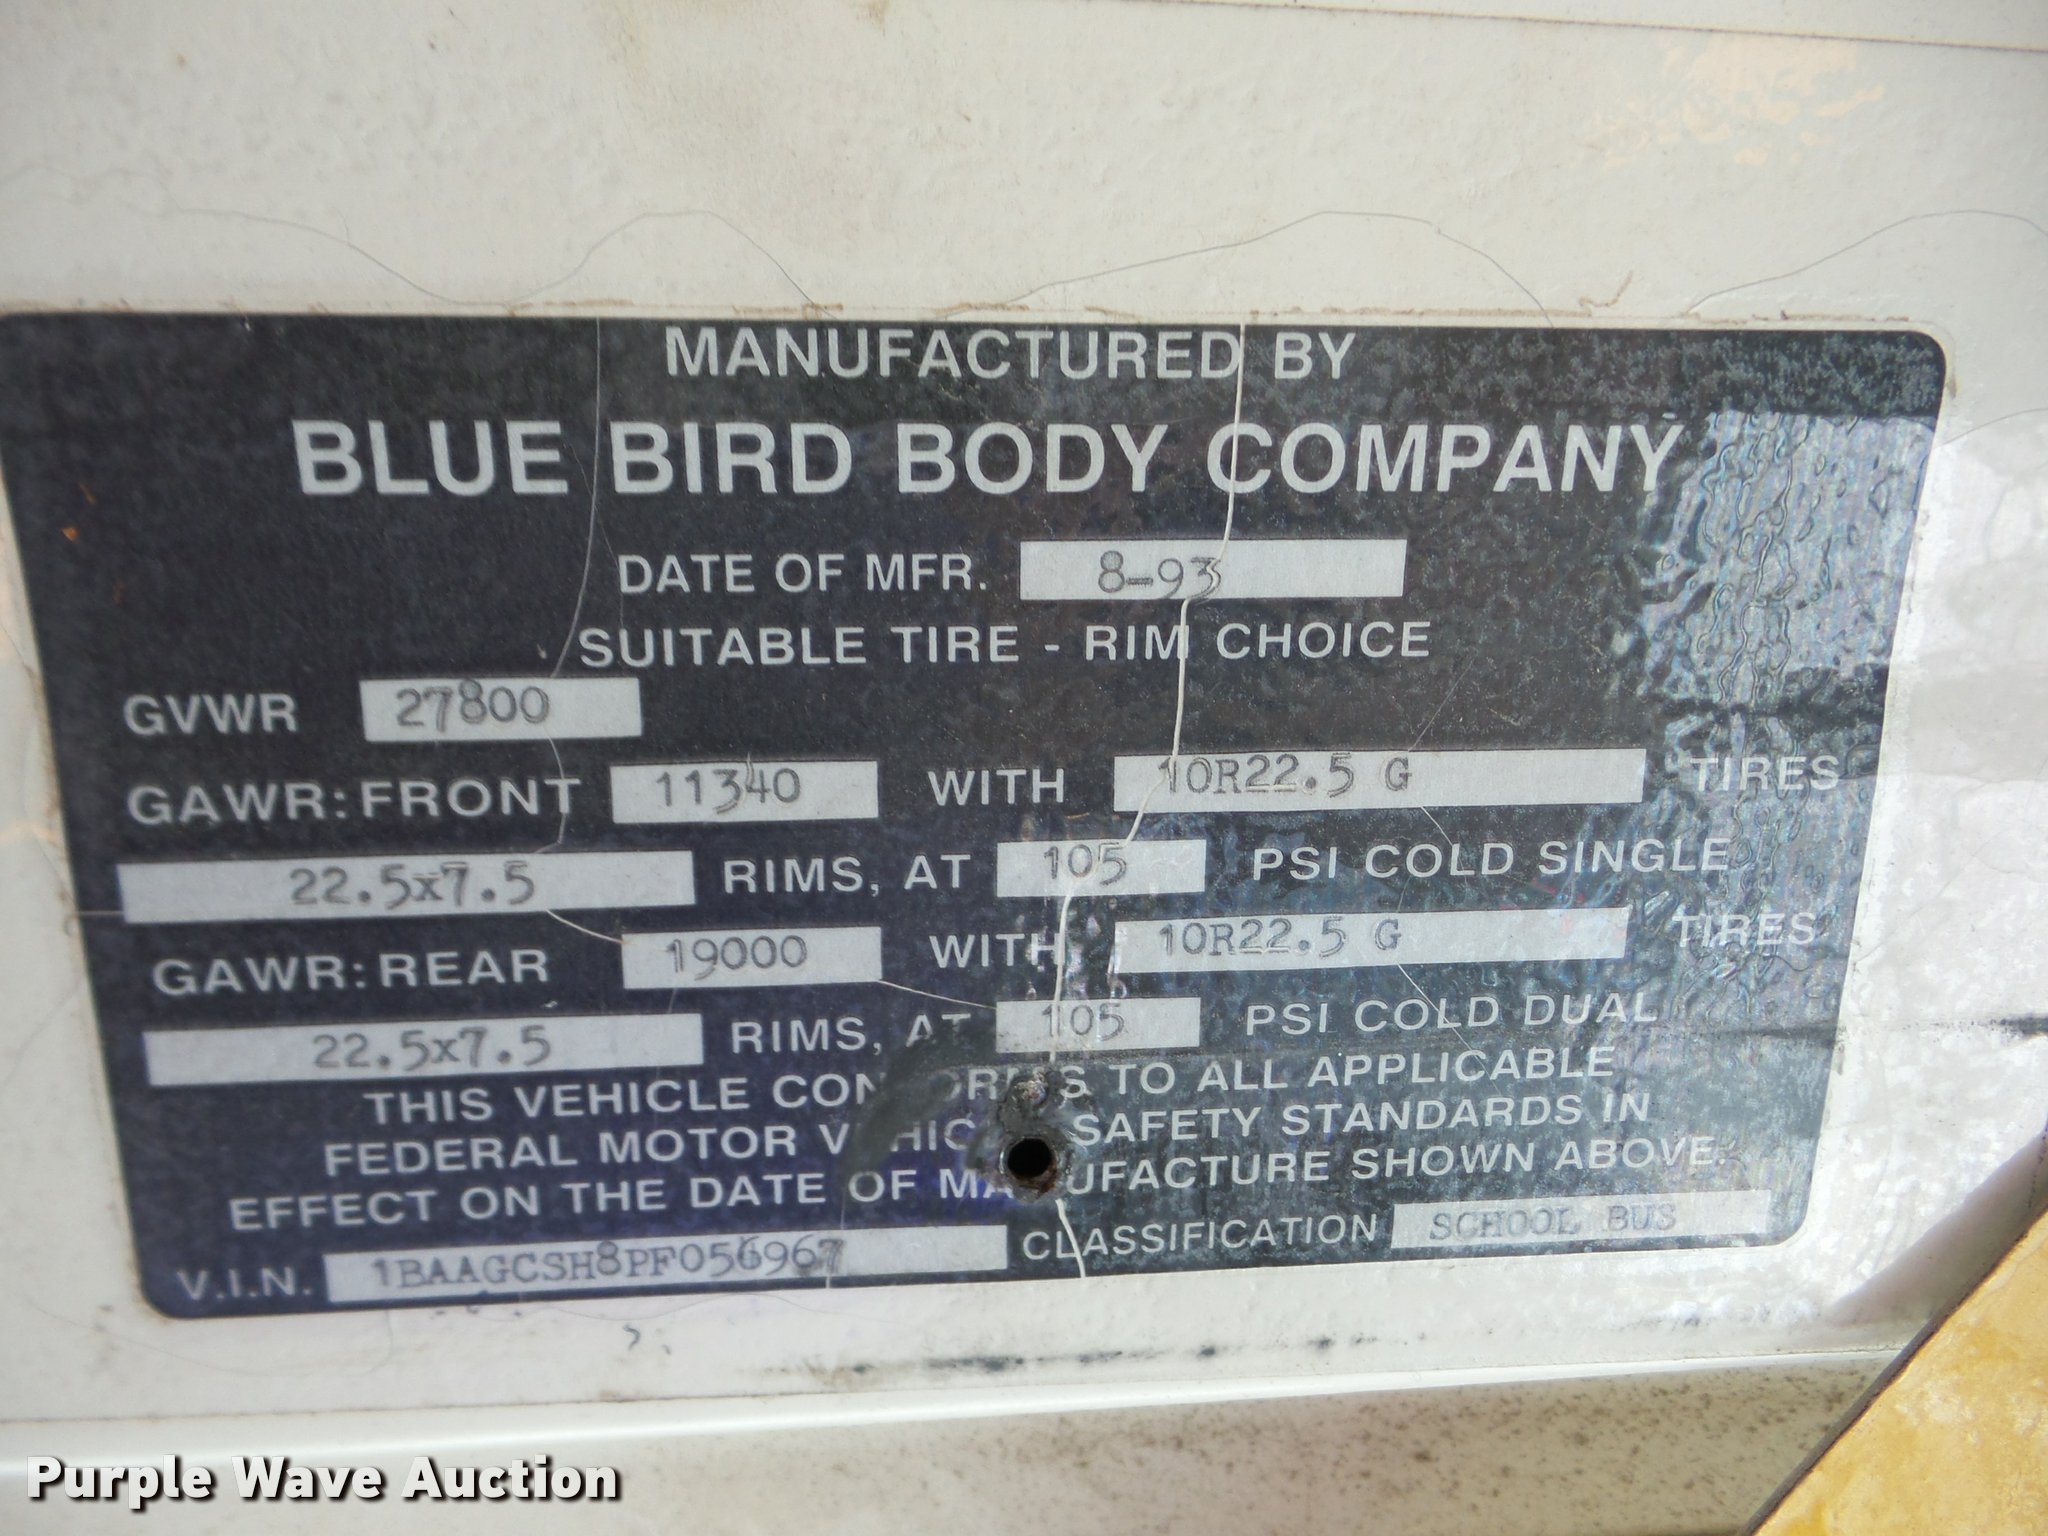 MANUFACTURED BY
BLUE BIRD BODY COMPANY
DATE OF MFR. 8-93
SUITABLE TIRE - RIM CHOICE
GVWR 27800
GAWR: FRONT 11340 WITH 10R22.5 G TIRES
22.5x7.5 RIMS, AT 105 PSI COLD SINGLE
GAWR: REAR 19000 WITH 10R22.5 G TIRES
22.5x7.5 RIMS, AT 105 PSI COLD DUAL
THIS VEHICLE CONFORMS TO ALL APPLICABLE
FEDERAL MOTOR VEHICLE SAFETY STANDARDS IN
EFFECT ON THE DATE OF MANUFACTURE SHOWN ABOVE.
V.I.N. 1BAAGCSH8PF056967 CLASSIFICATION SCHOOL BUS
Purple Wave Auction